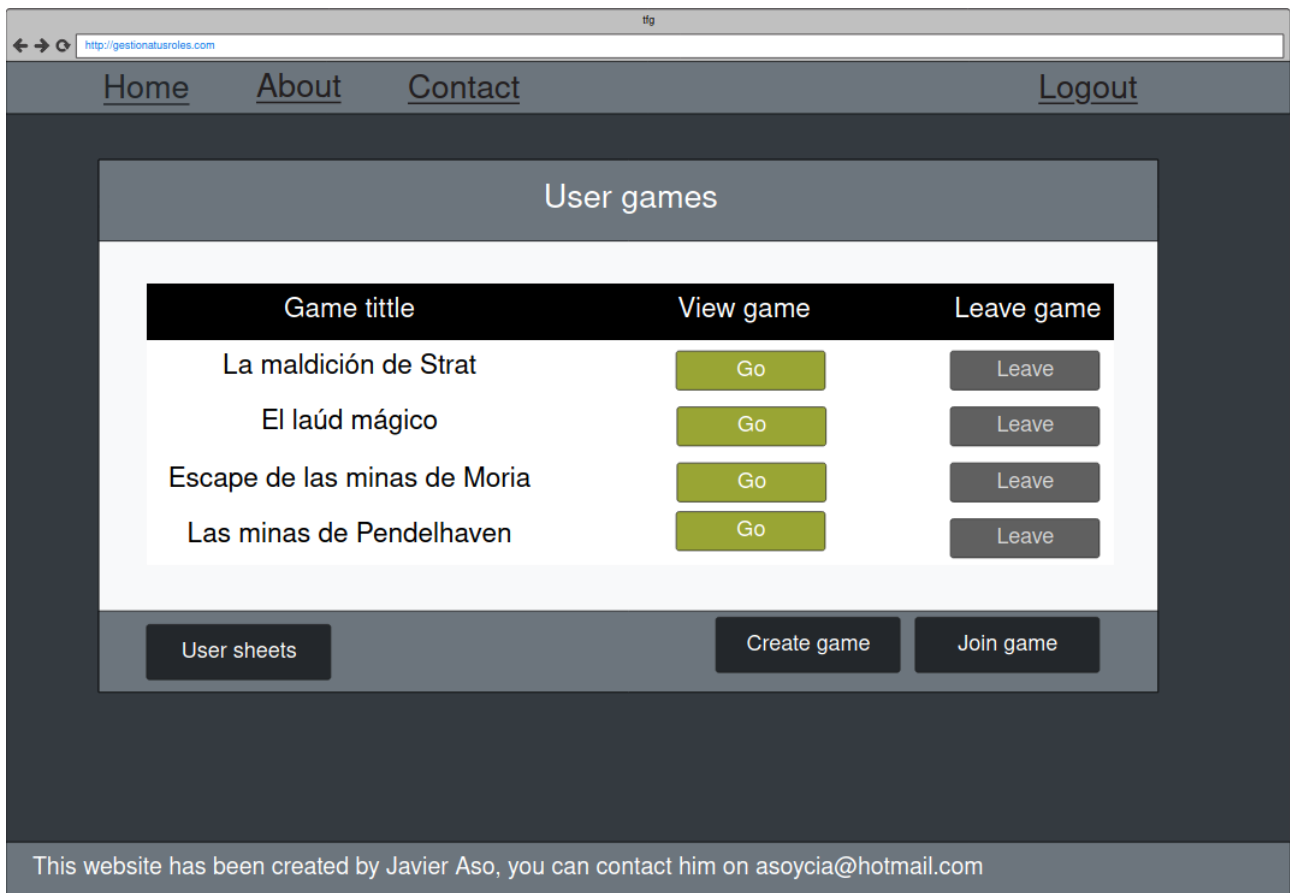 tfg
http://gestionatusroles.com
Home About Contact Logout
User games
Game tittle View game Leave game
La maldición de Strat Go Leave
El laúd mágico Go Leave
Escape de las minas de Moria Go Leave
Las minas de Pendelhaven Go Leave
User sheets Create game Join game
This website has been created by Javier Aso, you can contact him on asoycia@hotmail.com